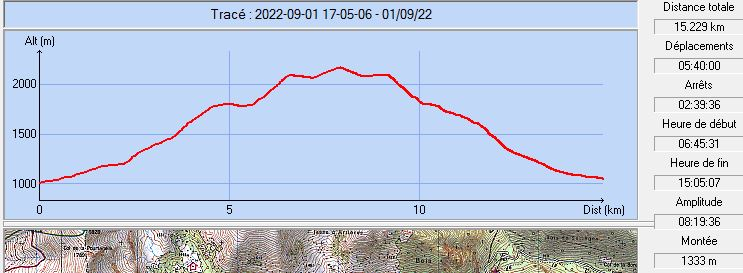 Tracé : 2022-09-01 17-05-06 - 01/09/22
Alt (m)
2000
1500
1000
0
5
10
Dist (km)
Distance totale
15.229 km
Déplacements
05:40:00
Arrêts
02:39:36
Heure de début
06:45:31
Heure de fin
15:05:07
Amplitude
08:19:36
Montée
1333 m